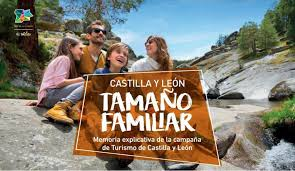 CASTILLA Y LEÓN
TAMAÑO
FAMILIAR
Memoria explicativa de la campaña
de Turismo de Castilla y León